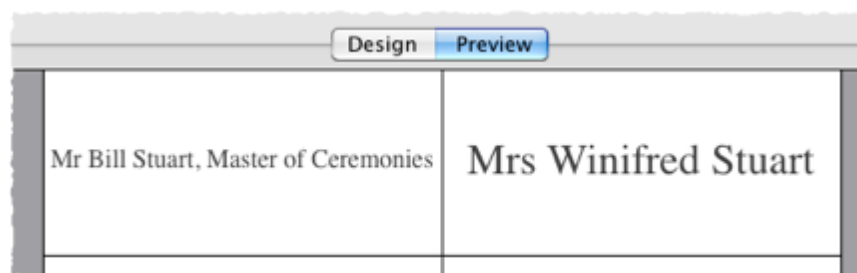 Design Preview
Mr Bill Stuart, Master of Ceremonies
Mrs Winifred Stuart